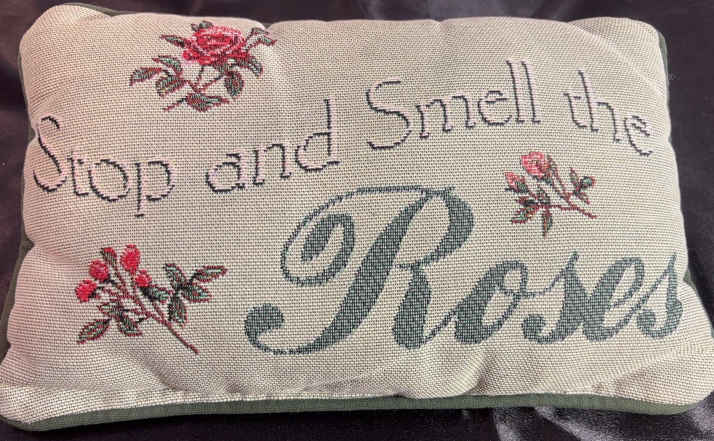 Stop and Smell the
Roses